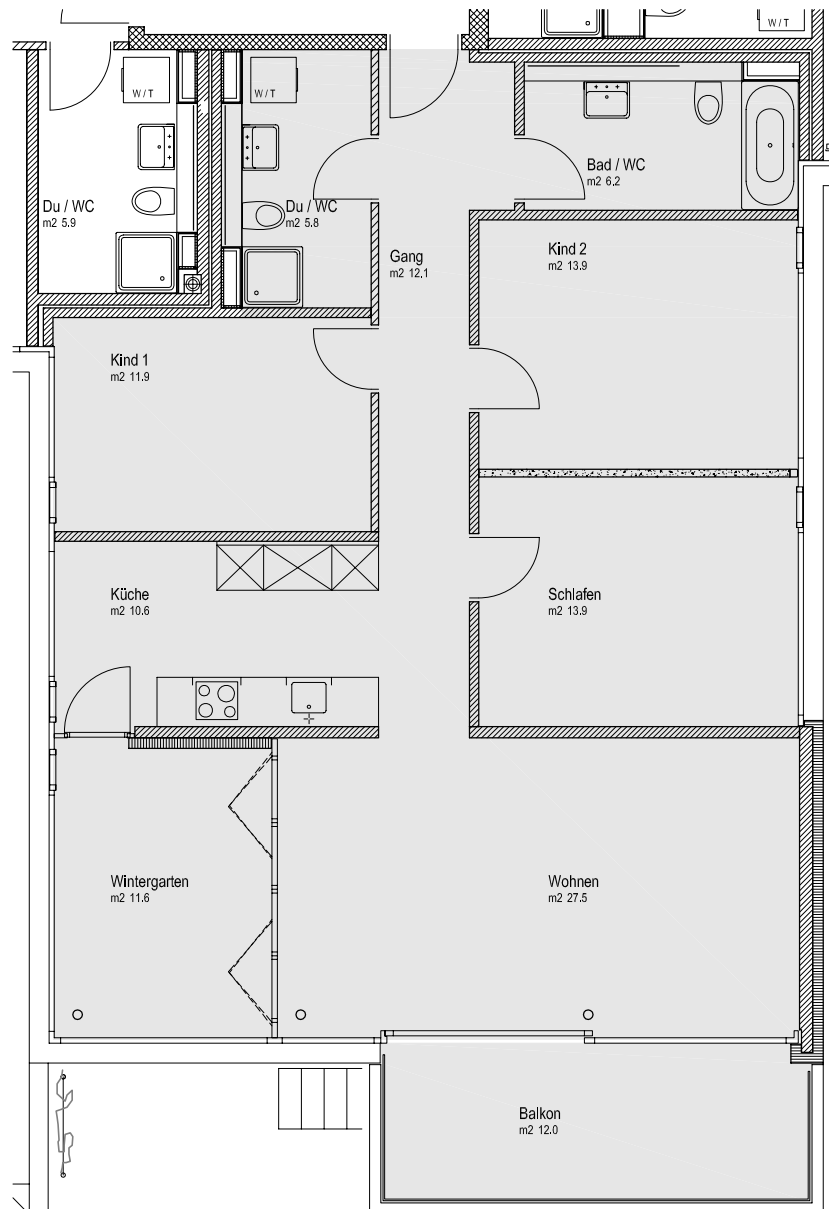 W / T
W / T
W / T
Bad / WC
m2 6.2
Du / WC
m2 5.9
Du / WC
m2 5.8
Gang
m2 12.1
Kind 2
m2 13.9
Kind 1
m2 11.9
Küche
m2 10.6
Schlafen
m2 13.9
Wintergarten
m2 11.6
Wohnen
m2 27.5
Balkon
m2 12.0